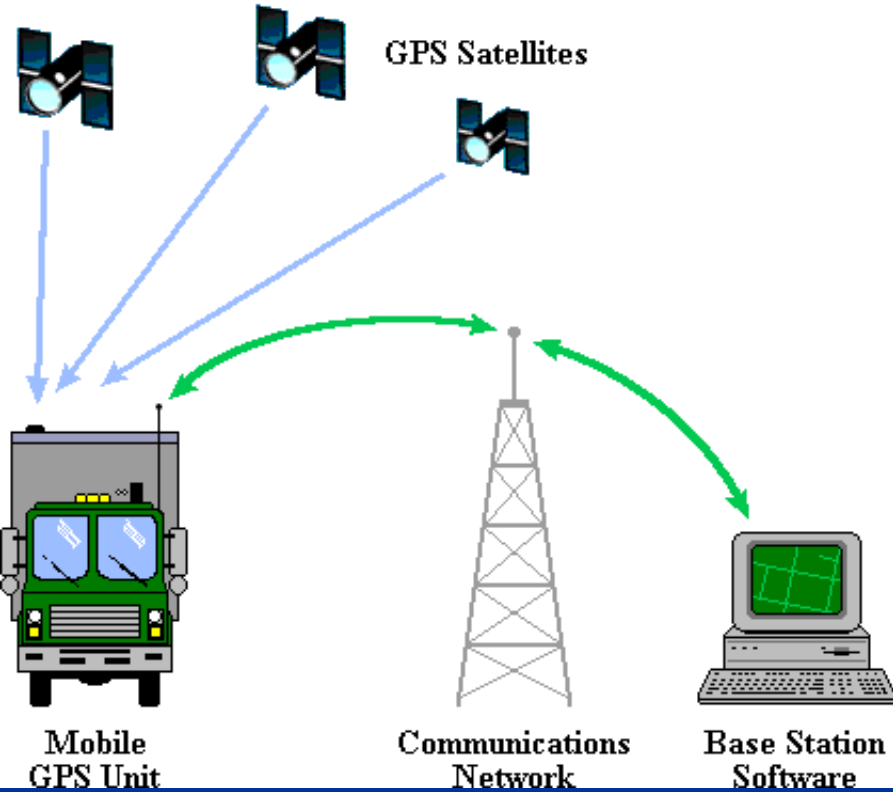 GPS Satellites
Mobile
GPS Unit
Communications
Network
Base Station
Software